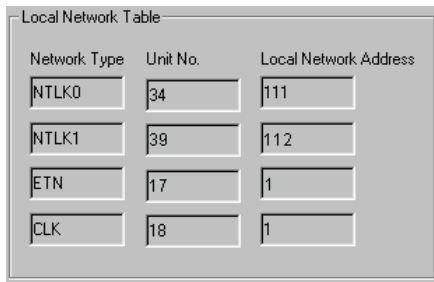 Local Network Table
Network Type Unit No. Local Network Address
NTLK0 34 111
NTLK1 39 112
ETN 17 1
CLK 18 1